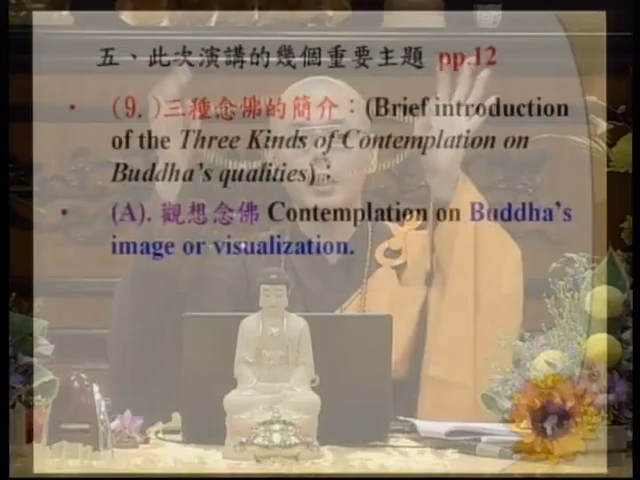 五、此次演講的幾個重要主題 pp.12
• (9.)三種念佛的簡介：(Brief introduction
of the Three Kinds of Contemplation on
Buddha's qualities)：
• (A). 觀想念佛 Contemplation on Buddha's
image or visualization.